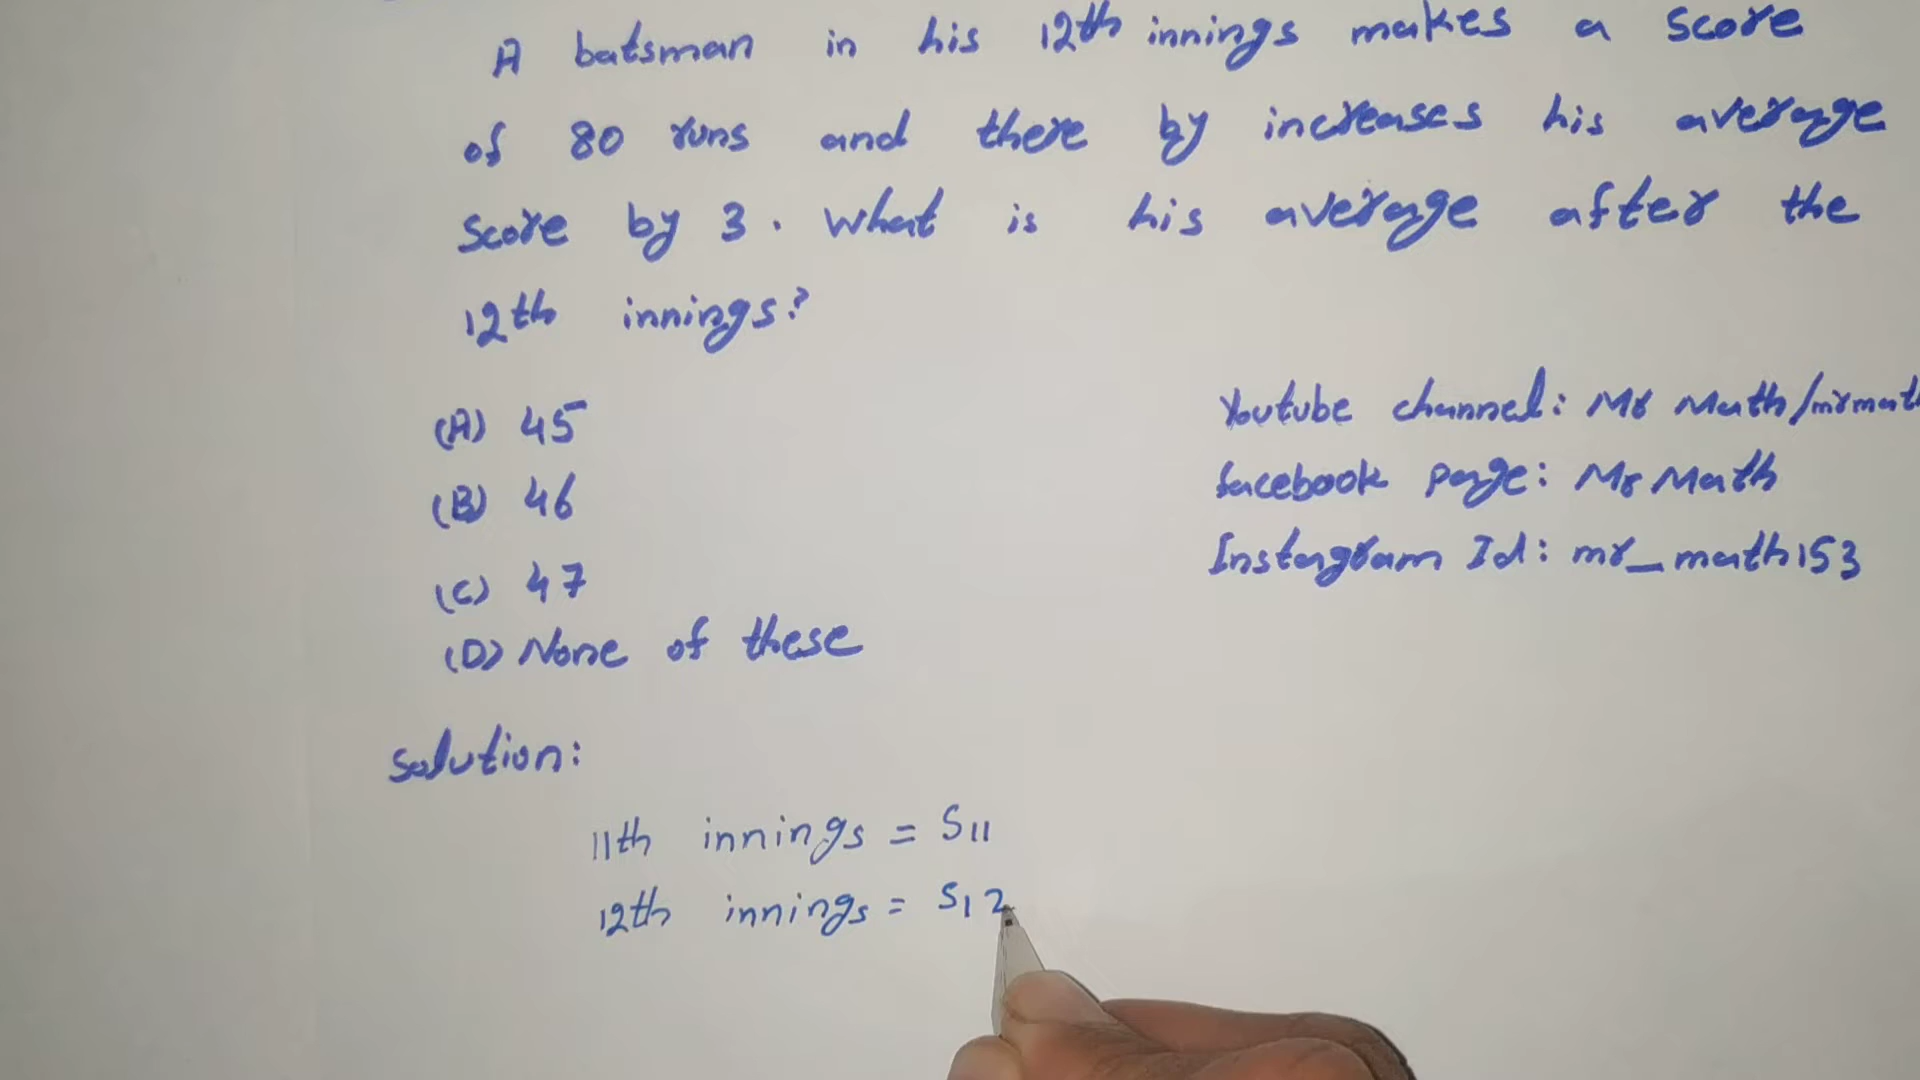 A batsman in his 12th innings makes a score
of 80 runs and there by increases his average
score by 3. What is his average after the
12th innings?
(A) 45
(B) 46
(C) 47
(D) None of these
Youtube channel: Mr Math/mrmath
facebook page: Mr Math
Instagram Id: mr_math153
Solution:
11th innings = S11
12th innings = S12